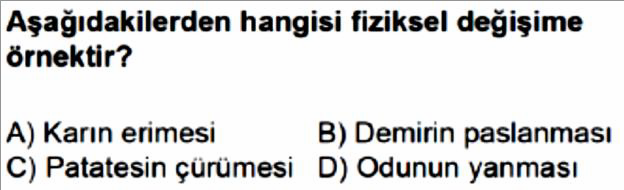 Aşağıdakilerden hangisi fiziksel değişime
örnektir?
A) Karın erimesi B) Demirin paslanması
C) Patatesin çürümesi D) Odunun yanması